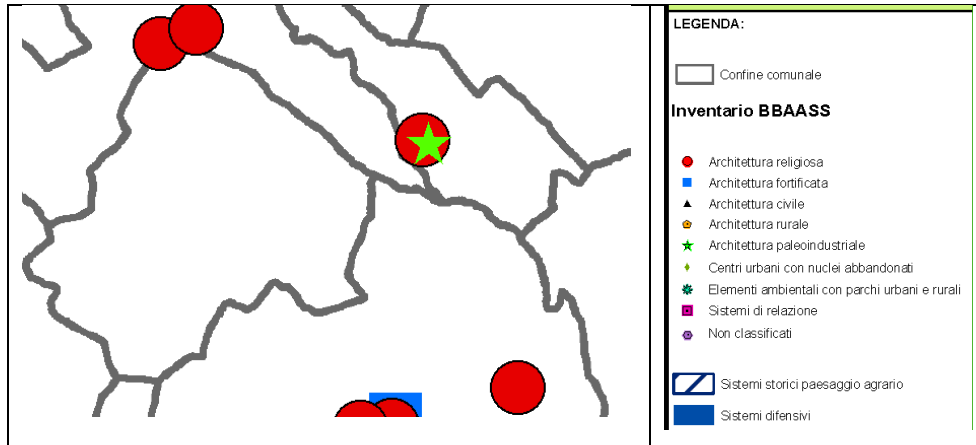 LEGENDA:
Confine comunale
Inventario BBAASS
Architettura religiosa
Architettura fortificata
Architettura civile
Architettura rurale
Architettura paleoindustriale
Centri urbani con nuclei abbandonati
Elementi ambientali con parchi urbani e rurali
Sistemi di relazione
Non classificati
Sistemi storici paesaggio agrario
Sistemi difensivi